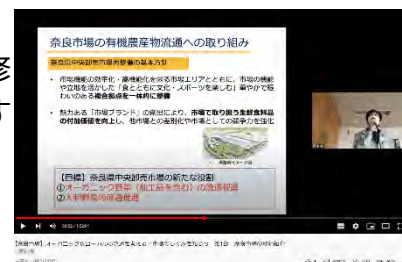 奈良市場の有機農産物流通への取り組み
奈良県中央卸売市場再整備の基本方針
・ 市場機能の効率化・高機能化を図る市場エリアとともに、市場の機能
や立地を活かした「食とともに文化・スポーツを楽しむ」華やかで賑
わいのある複合拠点を一体的に整備
・ 魅力ある「市場ブランド」の創出により、市場で取り扱う生鮮食料品
の付加価値を向上し、他市場との差別化や市場としての競争力を強化
【目標】奈良県中央卸売市場の新たな役割
①オーガニック野菜（加工品を含む）の流通促進
②大和野菜の流通促進
修
す